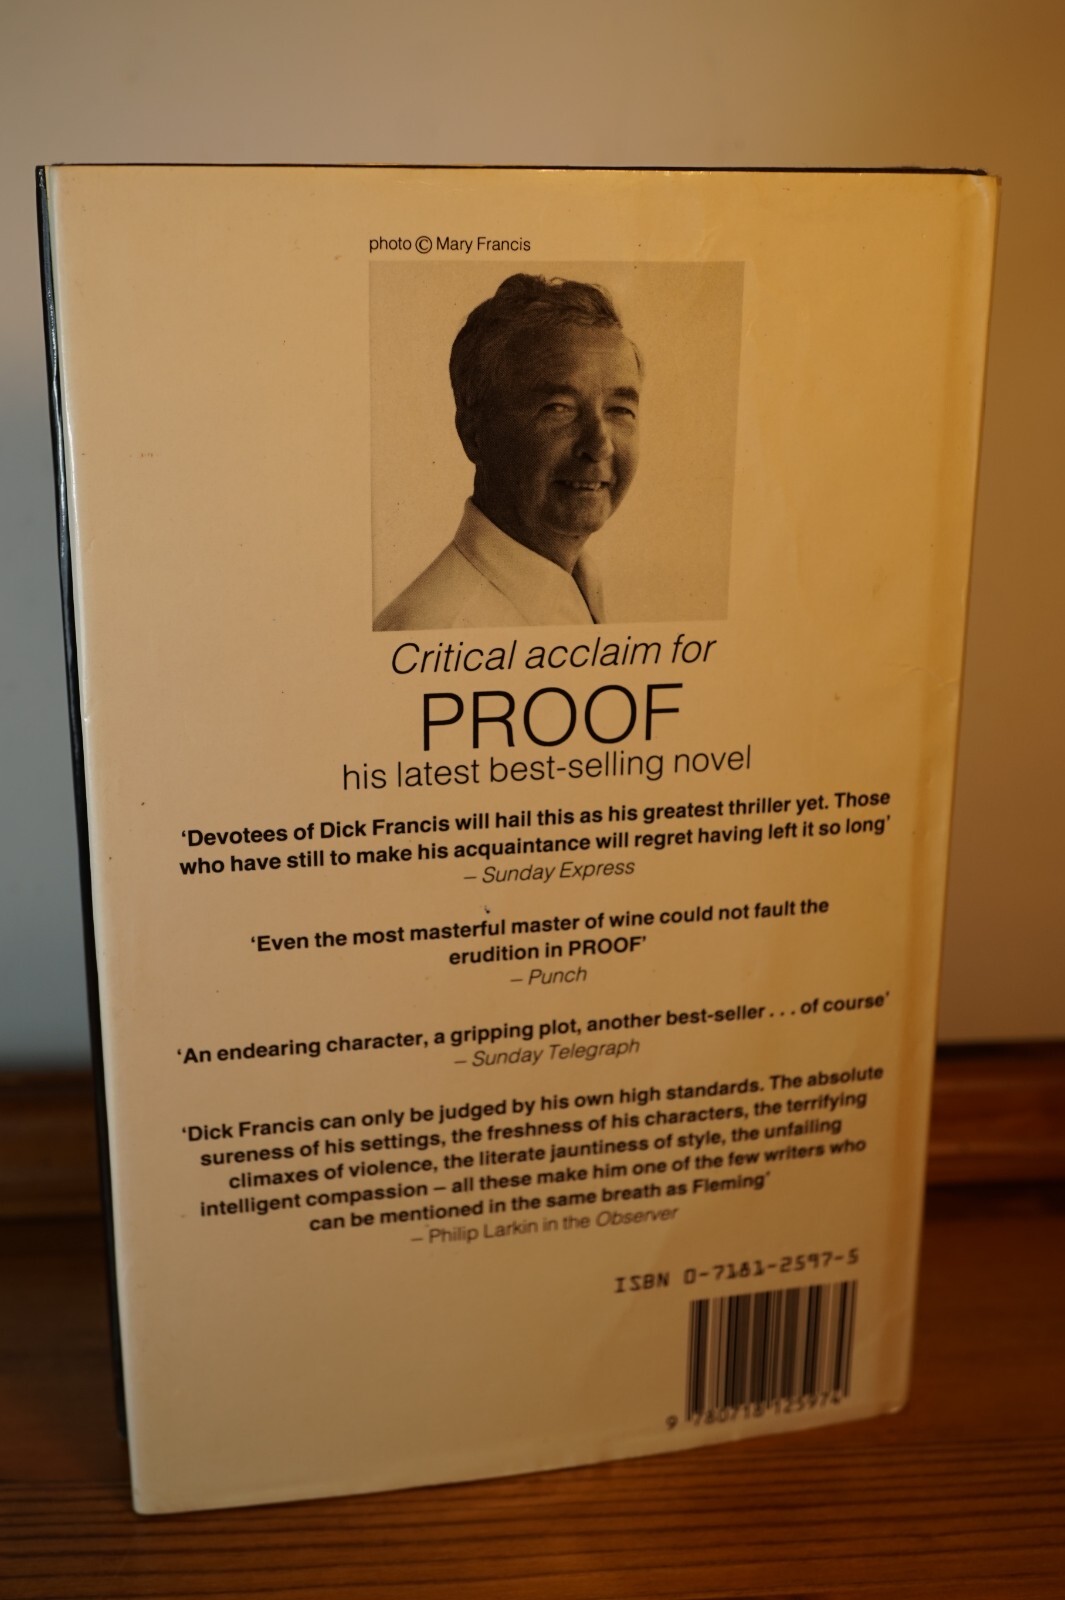 photo © Mary Francis
Critical acclaim for
PROOF
his latest best-selling novel
‘Devotees of Dick Francis will hail this as his greatest thriller yet. Those
who have still to make his acquaintance will regret having left it so long’
– Sunday Express
‘Even the most masterful master of wine could not fault the
erudition in PROOF’
– Punch
‘An endearing character, a gripping plot, another best-seller . . . of course’
– Sunday Telegraph
‘Dick Francis can only be judged by his own high standards. The absolute
sureness of his settings, the freshness of his characters, the terrifying
climaxes of violence, the literate jauntiness of style, the unfailing
intelligent compassion – all these make him one of the few writers who
can be mentioned in the same breath as Fleming’
– Philip Larkin in the Observer
ISBN 0-7181-2597-5
9 780718 125974